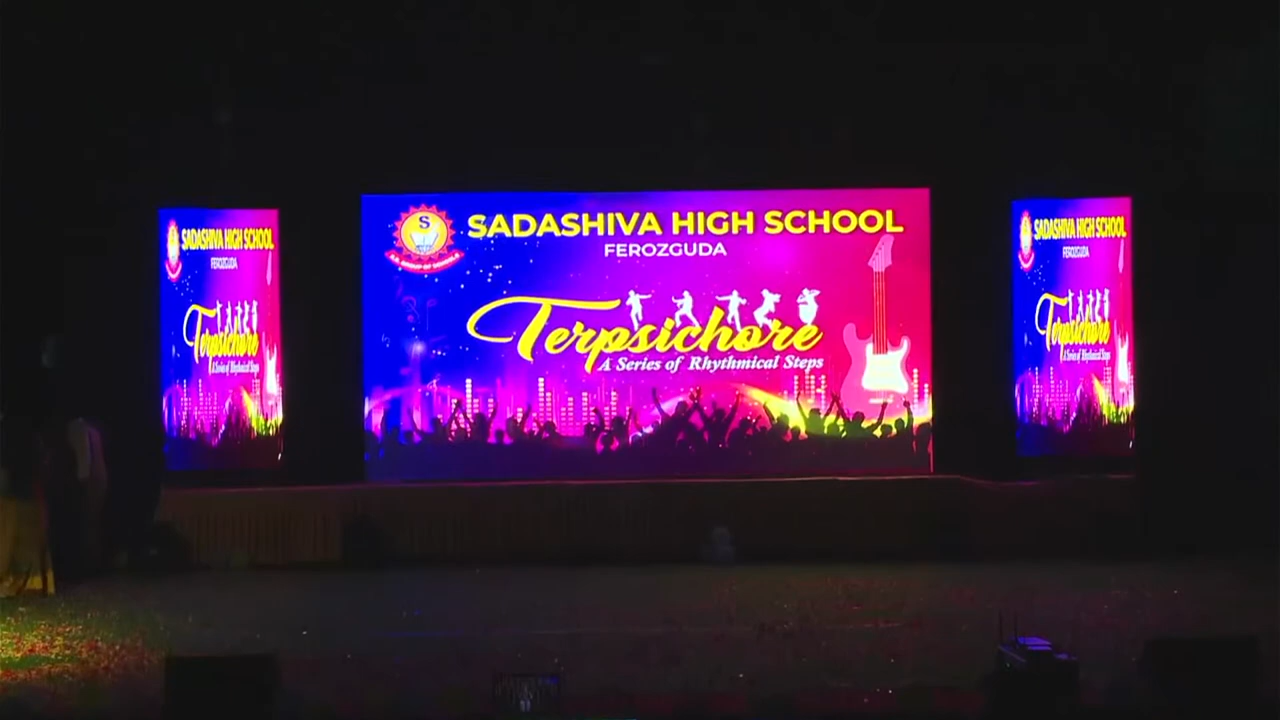 SADASHIVA HIGH SCHOOL
FEROZGUDA
Terpsichore
A Series of Rhythmical Steps
S
SADASHIVA HIGH SCHOOL
FEROZGUDA
Terpsichore
A Series of Rhythmical Steps
SADASHIVA HIGH SCHOOL
FEROZGUDA
Terpsichore
A Series of Rhythmical Steps